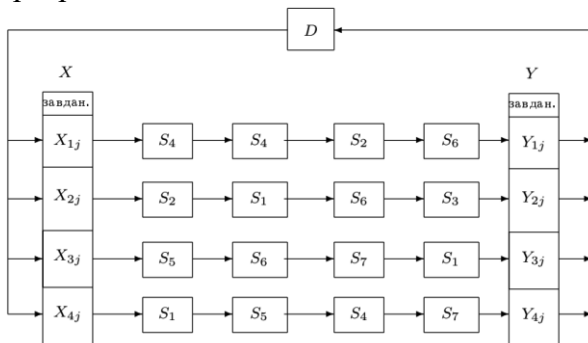 D
X Y
завдан. завдан.
X1j S4 S4 S2 S6 Y1j
X2j S2 S1 S6 S3 Y2j
X3j S5 S6 S7 S1 Y3j
X4j S1 S5 S4 S7 Y4j